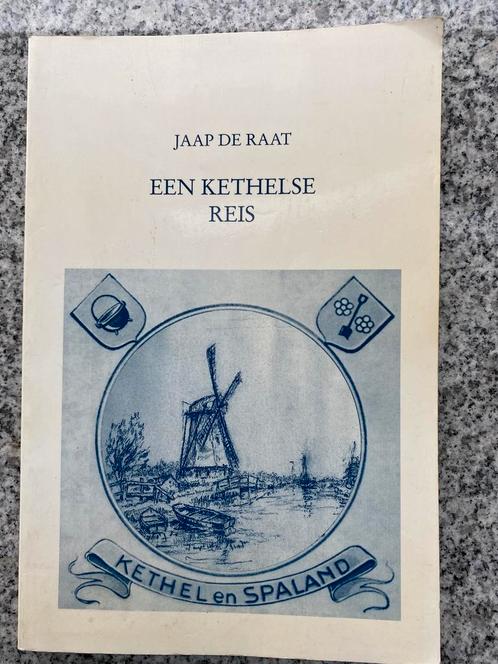 JAAP DE RAAT
EEN KETHELSE
REIS
KETHEL en SPALAND